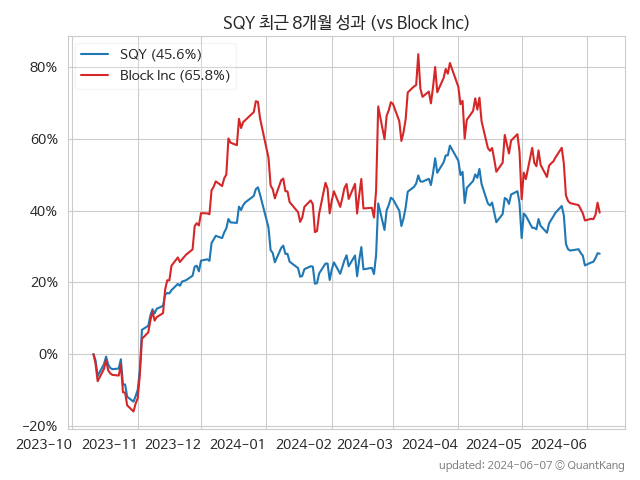 SQY 최근 8개월 성과 (vs Block Inc)
SQY (45.6%)
Block Inc (65.8%)
80%
60%
40%
20%
0%
−20%
2023−10 2023−11 2023−12 2024−01 2024−02 2024−03 2024−04 2024−05 2024−06
updated: 2024-06-07 © QuantKang